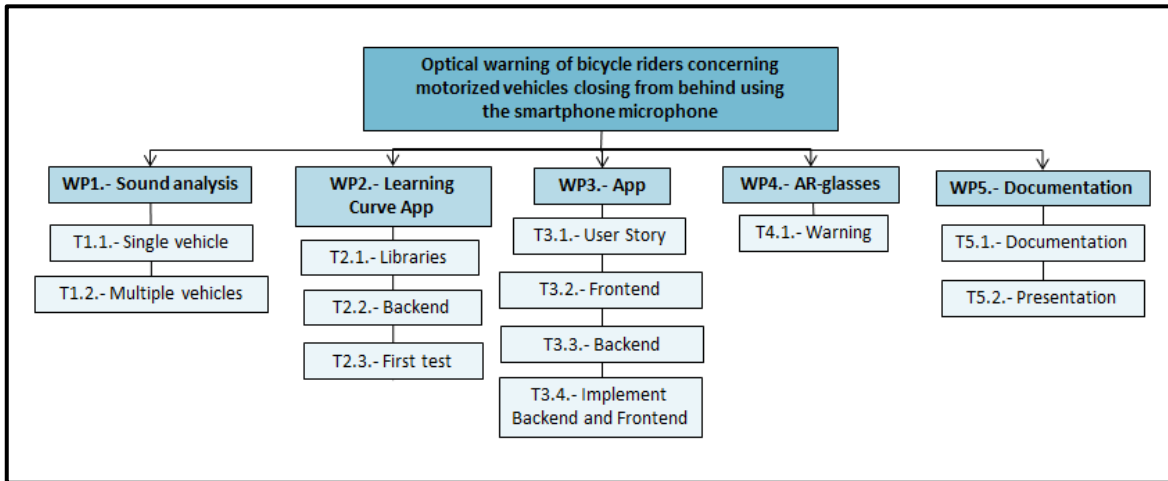 Optical warning of bicycle riders concerning
motorized vehicles closing from behind using
the smartphone microphone
WP1.- Sound analysis
T1.1.- Single vehicle
T1.2.- Multiple vehicles
WP2.- Learning
Curve App
T2.1.- Libraries
T2.2.- Backend
T2.3.- First test
WP3.- App
T3.1.- User Story
T3.2.- Frontend
T3.3.- Backend
T3.4.- Implement
Backend and Frontend
WP4.- AR-glasses
T4.1.- Warning
WP5.- Documentation
T5.1.- Documentation
T5.2.- Presentation